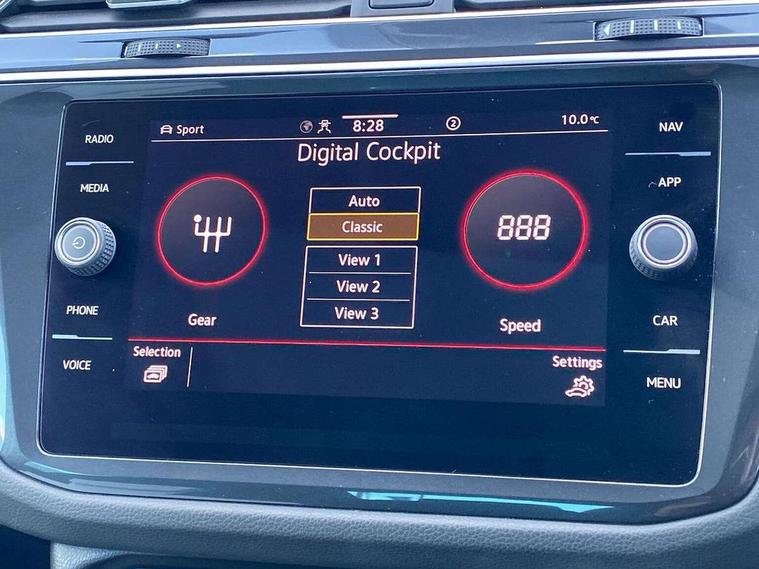 RADIO
MEDIA
PHONE
VOICE
Sport
8:28
2
10.0°C
Digital Cockpit
Auto
Classic
View 1
View 2
View 3
Gear
888
Speed
Selection
Settings
NAV
APP
CAR
MENU